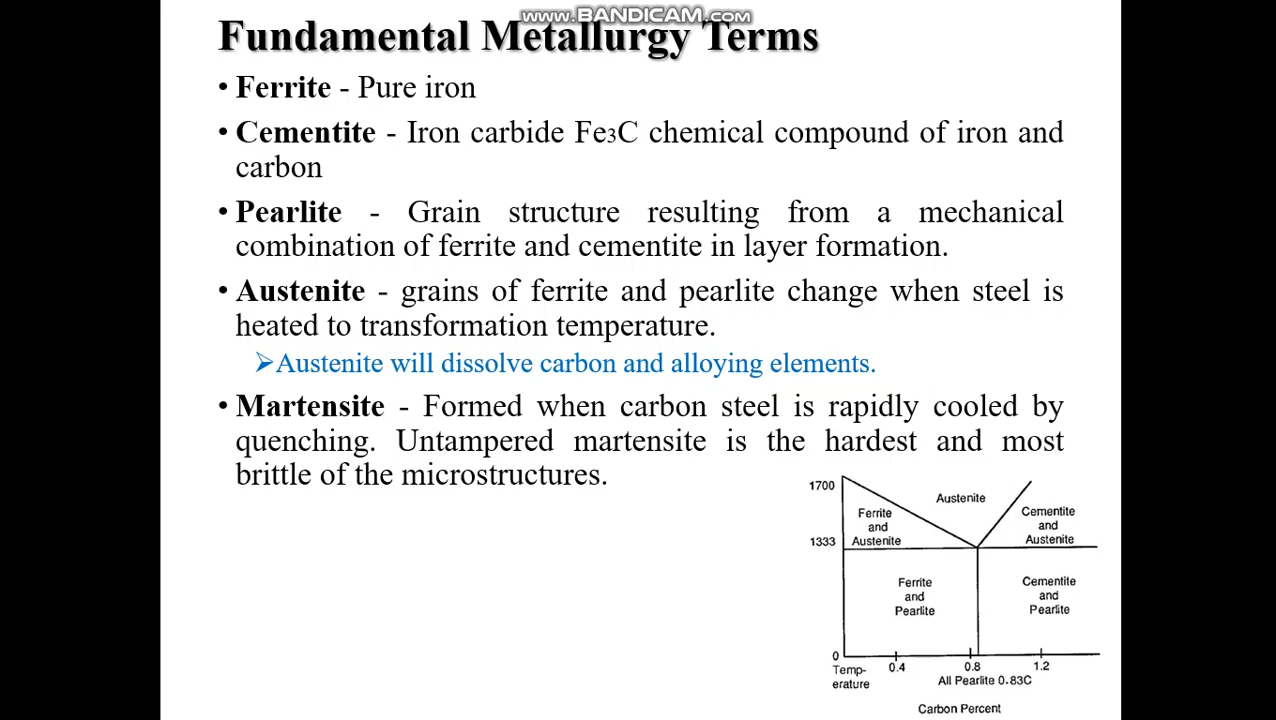 www.BANDICAM.com
Fundamental Metallurgy Terms
• Ferrite - Pure iron
• Cementite - Iron carbide Fe3C chemical compound of iron and
carbon
• Pearlite - Grain structure resulting from a mechanical
combination of ferrite and cementite in layer formation.
• Austenite - grains of ferrite and pearlite change when steel is
heated to transformation temperature.
➢Austenite will dissolve carbon and alloying elements.
• Martensite - Formed when carbon steel is rapidly cooled by
quenching. Untampered martensite is the hardest and most
brittle of the microstructures.
1700
Austenite
Ferrite
and
Austenite
Cementite
and
Austenite
1333
Ferrite
and
Pearlite
Cementite
and
Pearlite
0
Temp-
erature
0.4
0.8
1.2
All Pearlite 0.83C
Carbon Percent